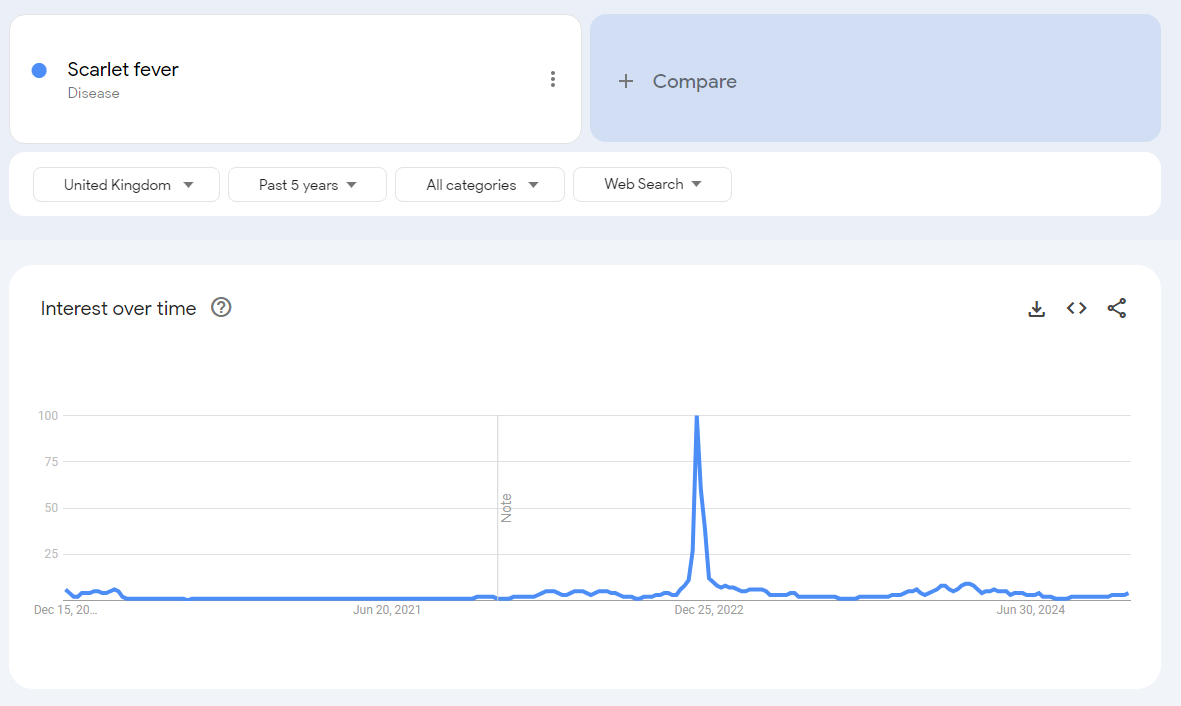 Scarlet fever
Disease
+ Compare
United Kingdom
Past 5 years
All categories
Web Search
Interest over time
100
75
50
25
Note
Dec 15, 20...
Jun 20, 2021
Dec 25, 2022
Jun 30, 2024